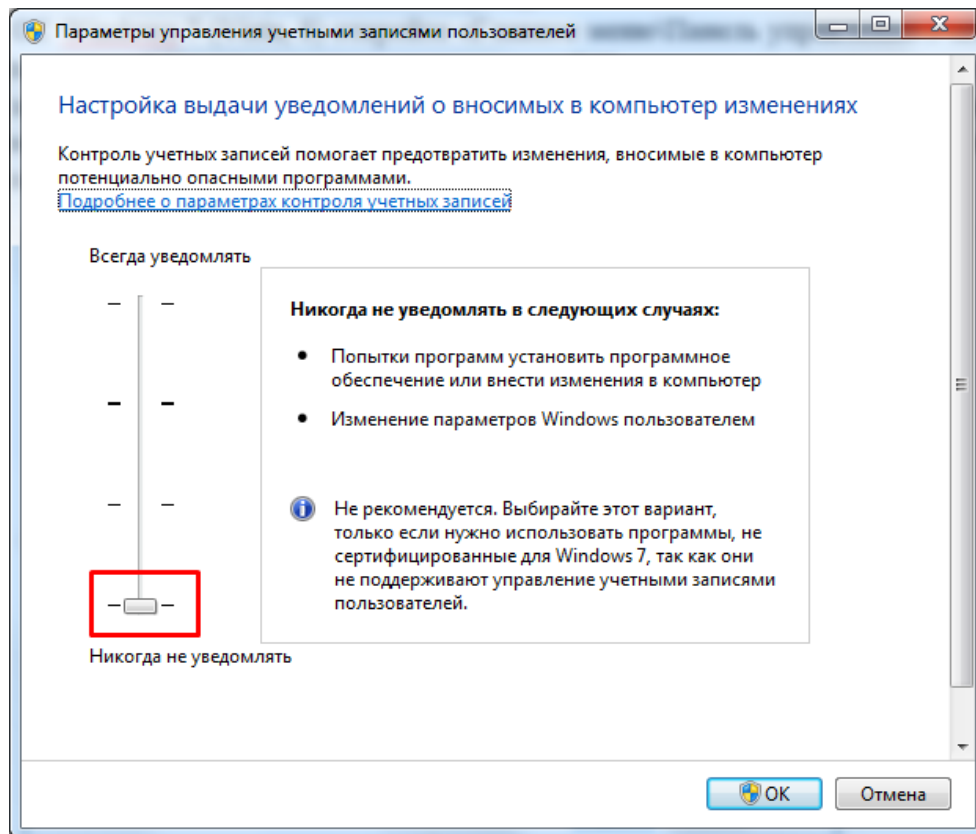 Параметры управления учетными записями пользователей
Настройка выдачи уведомлений о вносимых в компьютер изменениях
Контроль учетных записей помогает предотвратить изменения, вносимые в компьютер
потенциально опасными программами.
Подробнее о параметрах контроля учетных записей
Всегда уведомлять
Никогда не уведомлять в следующих случаях:
• Попытки программ установить программное
обеспечение или внести изменения в компьютер
• Изменение параметров Windows пользователем
Не рекомендуется. Выбирайте этот вариант,
только если нужно использовать программы, не
сертифицированные для Windows 7, так как они
не поддерживают управление учетными записями
пользователей.
Никогда не уведомлять
OK
Отмена